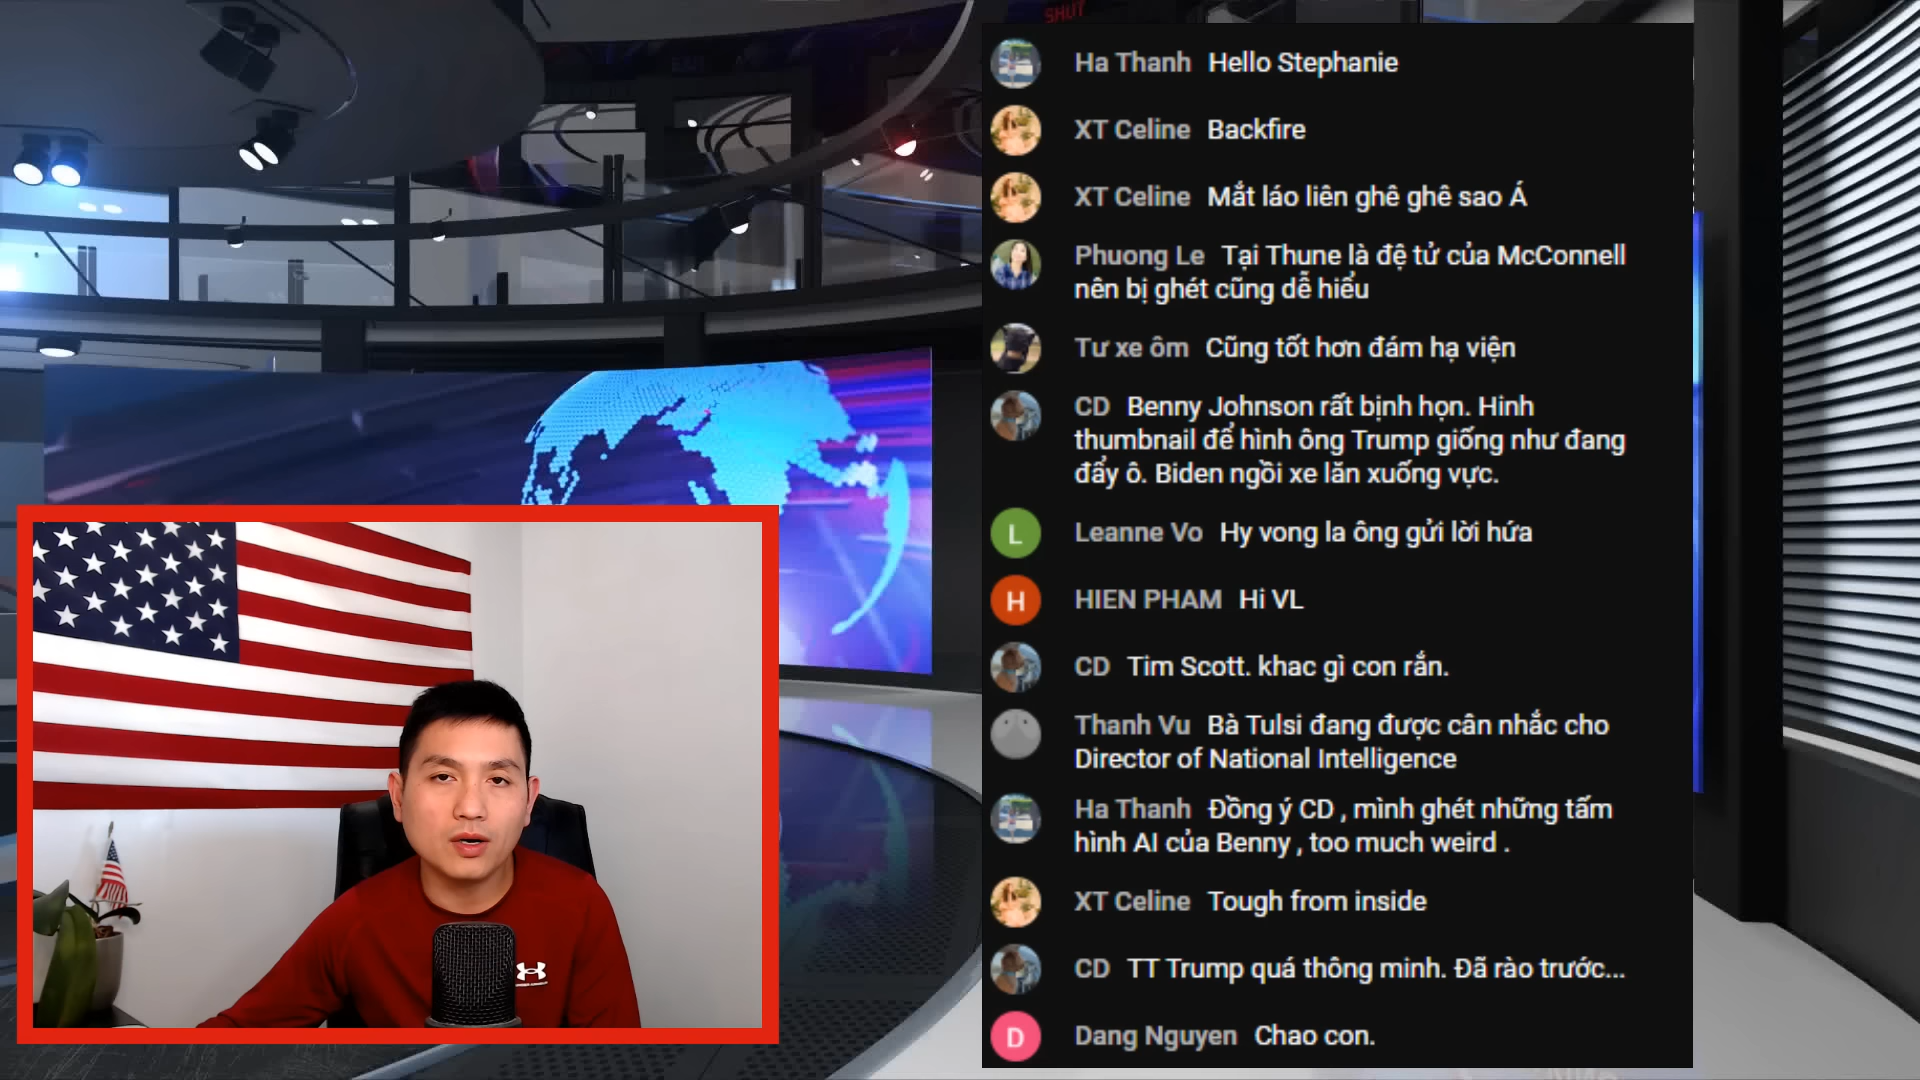 SHUT
Ha Thanh Hello Stephanie
XT Celine Backfire
XT Celine Mắt láo liên ghê ghê sao Á
Phuong Le Tại Thune là đệ tử của McConnell
nên bị ghét cũng dễ hiểu
Tư xe ôm Cũng tốt hơn đám hạ viện
CD Benny Johnson rất bịnh họn. Hinh
thumbnail để hình ông Trump giống như đang
đẩy ô. Biden ngồi xe lăn xuống vực.
L
Leanne Vo Hy vong la ông gửi lời hứa
H
HIEN PHAM Hi VL
CD Tim Scott. khac gì con rắn.
Thanh Vu Bà Tulsi đang được cân nhắc cho
Director of National Intelligence
Ha Thanh Đồng ý CD , mình ghét những tấm
hình AI của Benny , too much weird .
XT Celine Tough from inside
CD TT Trump quá thông minh. Đã rào trước...
D
Dang Nguyen Chao con.